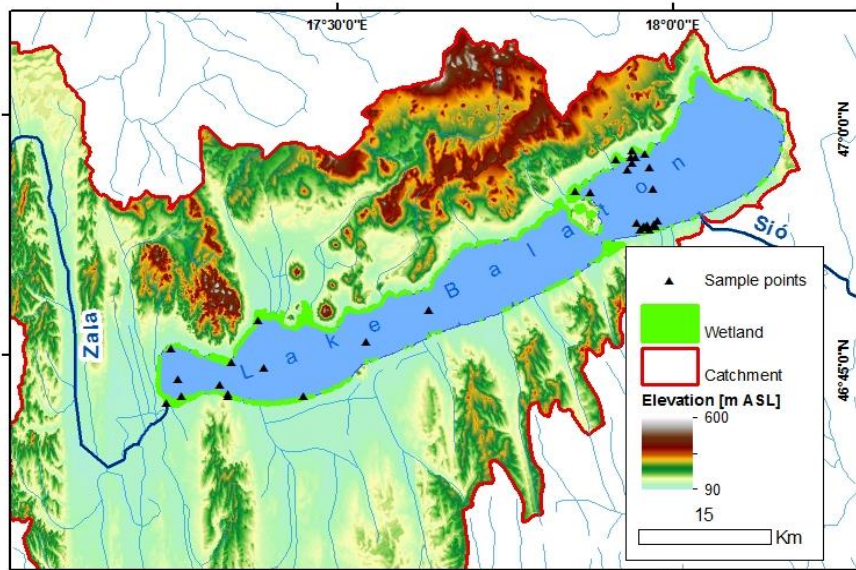 17°30'0"E
18°0'0"E
47°0'0"N
46°45'0"N
Lake Balaton
Sió
Zala
Sample points
Wetland
Catchment
Elevation [m ASL]
600
90
15
Km